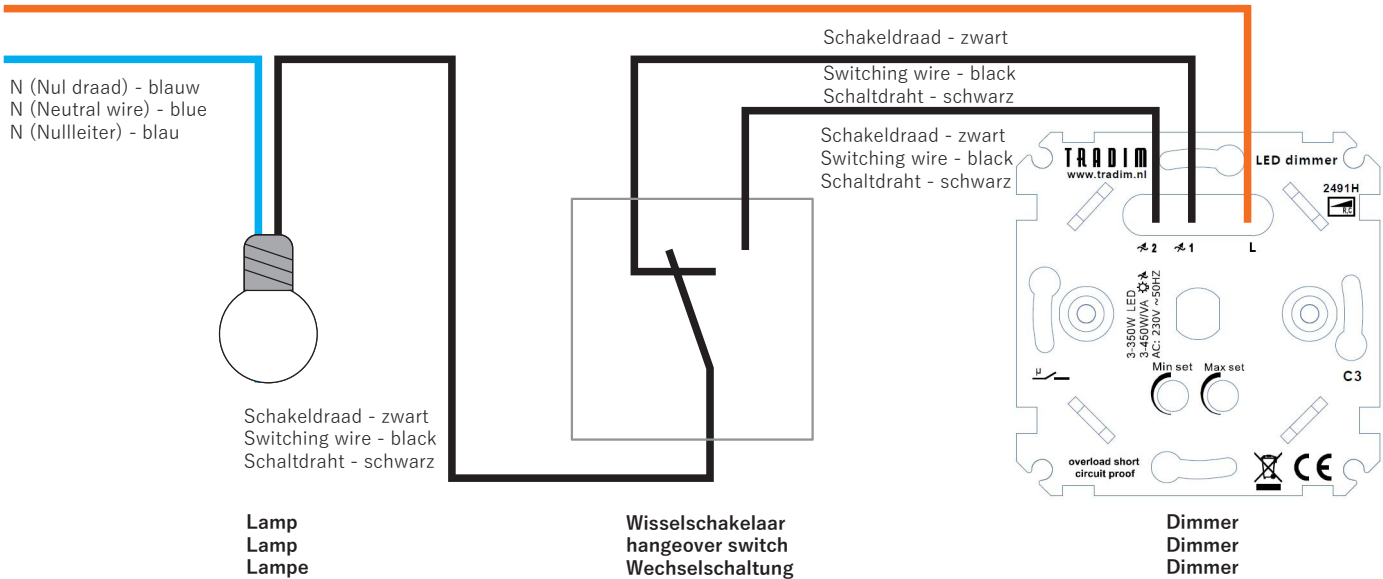 Schakeldraad - zwart
Switching wire - black
Schaltdraht - schwarz
N (Nul draad) - blauw
N (Neutral wire) - blue
N (Nullleiter) - blau
Schakeldraad - zwart
Switching wire - black
Schaltdraht - schwarz
TRADIM
www.tradim.nl
LED dimmer
2491H
R,C
2
1
L
3-350W LED
3-450W/VA
AC: 230V ~50HZ
Min set
Max set
µ
C3
overload short
circuit proof
CE
Schakeldraad - zwart
Switching wire - black
Schaltdraht - schwarz
Lamp
Lamp
Lampe
Wisselschakelaar
hangeover switch
Wechselschaltung
Dimmer
Dimmer
Dimmer